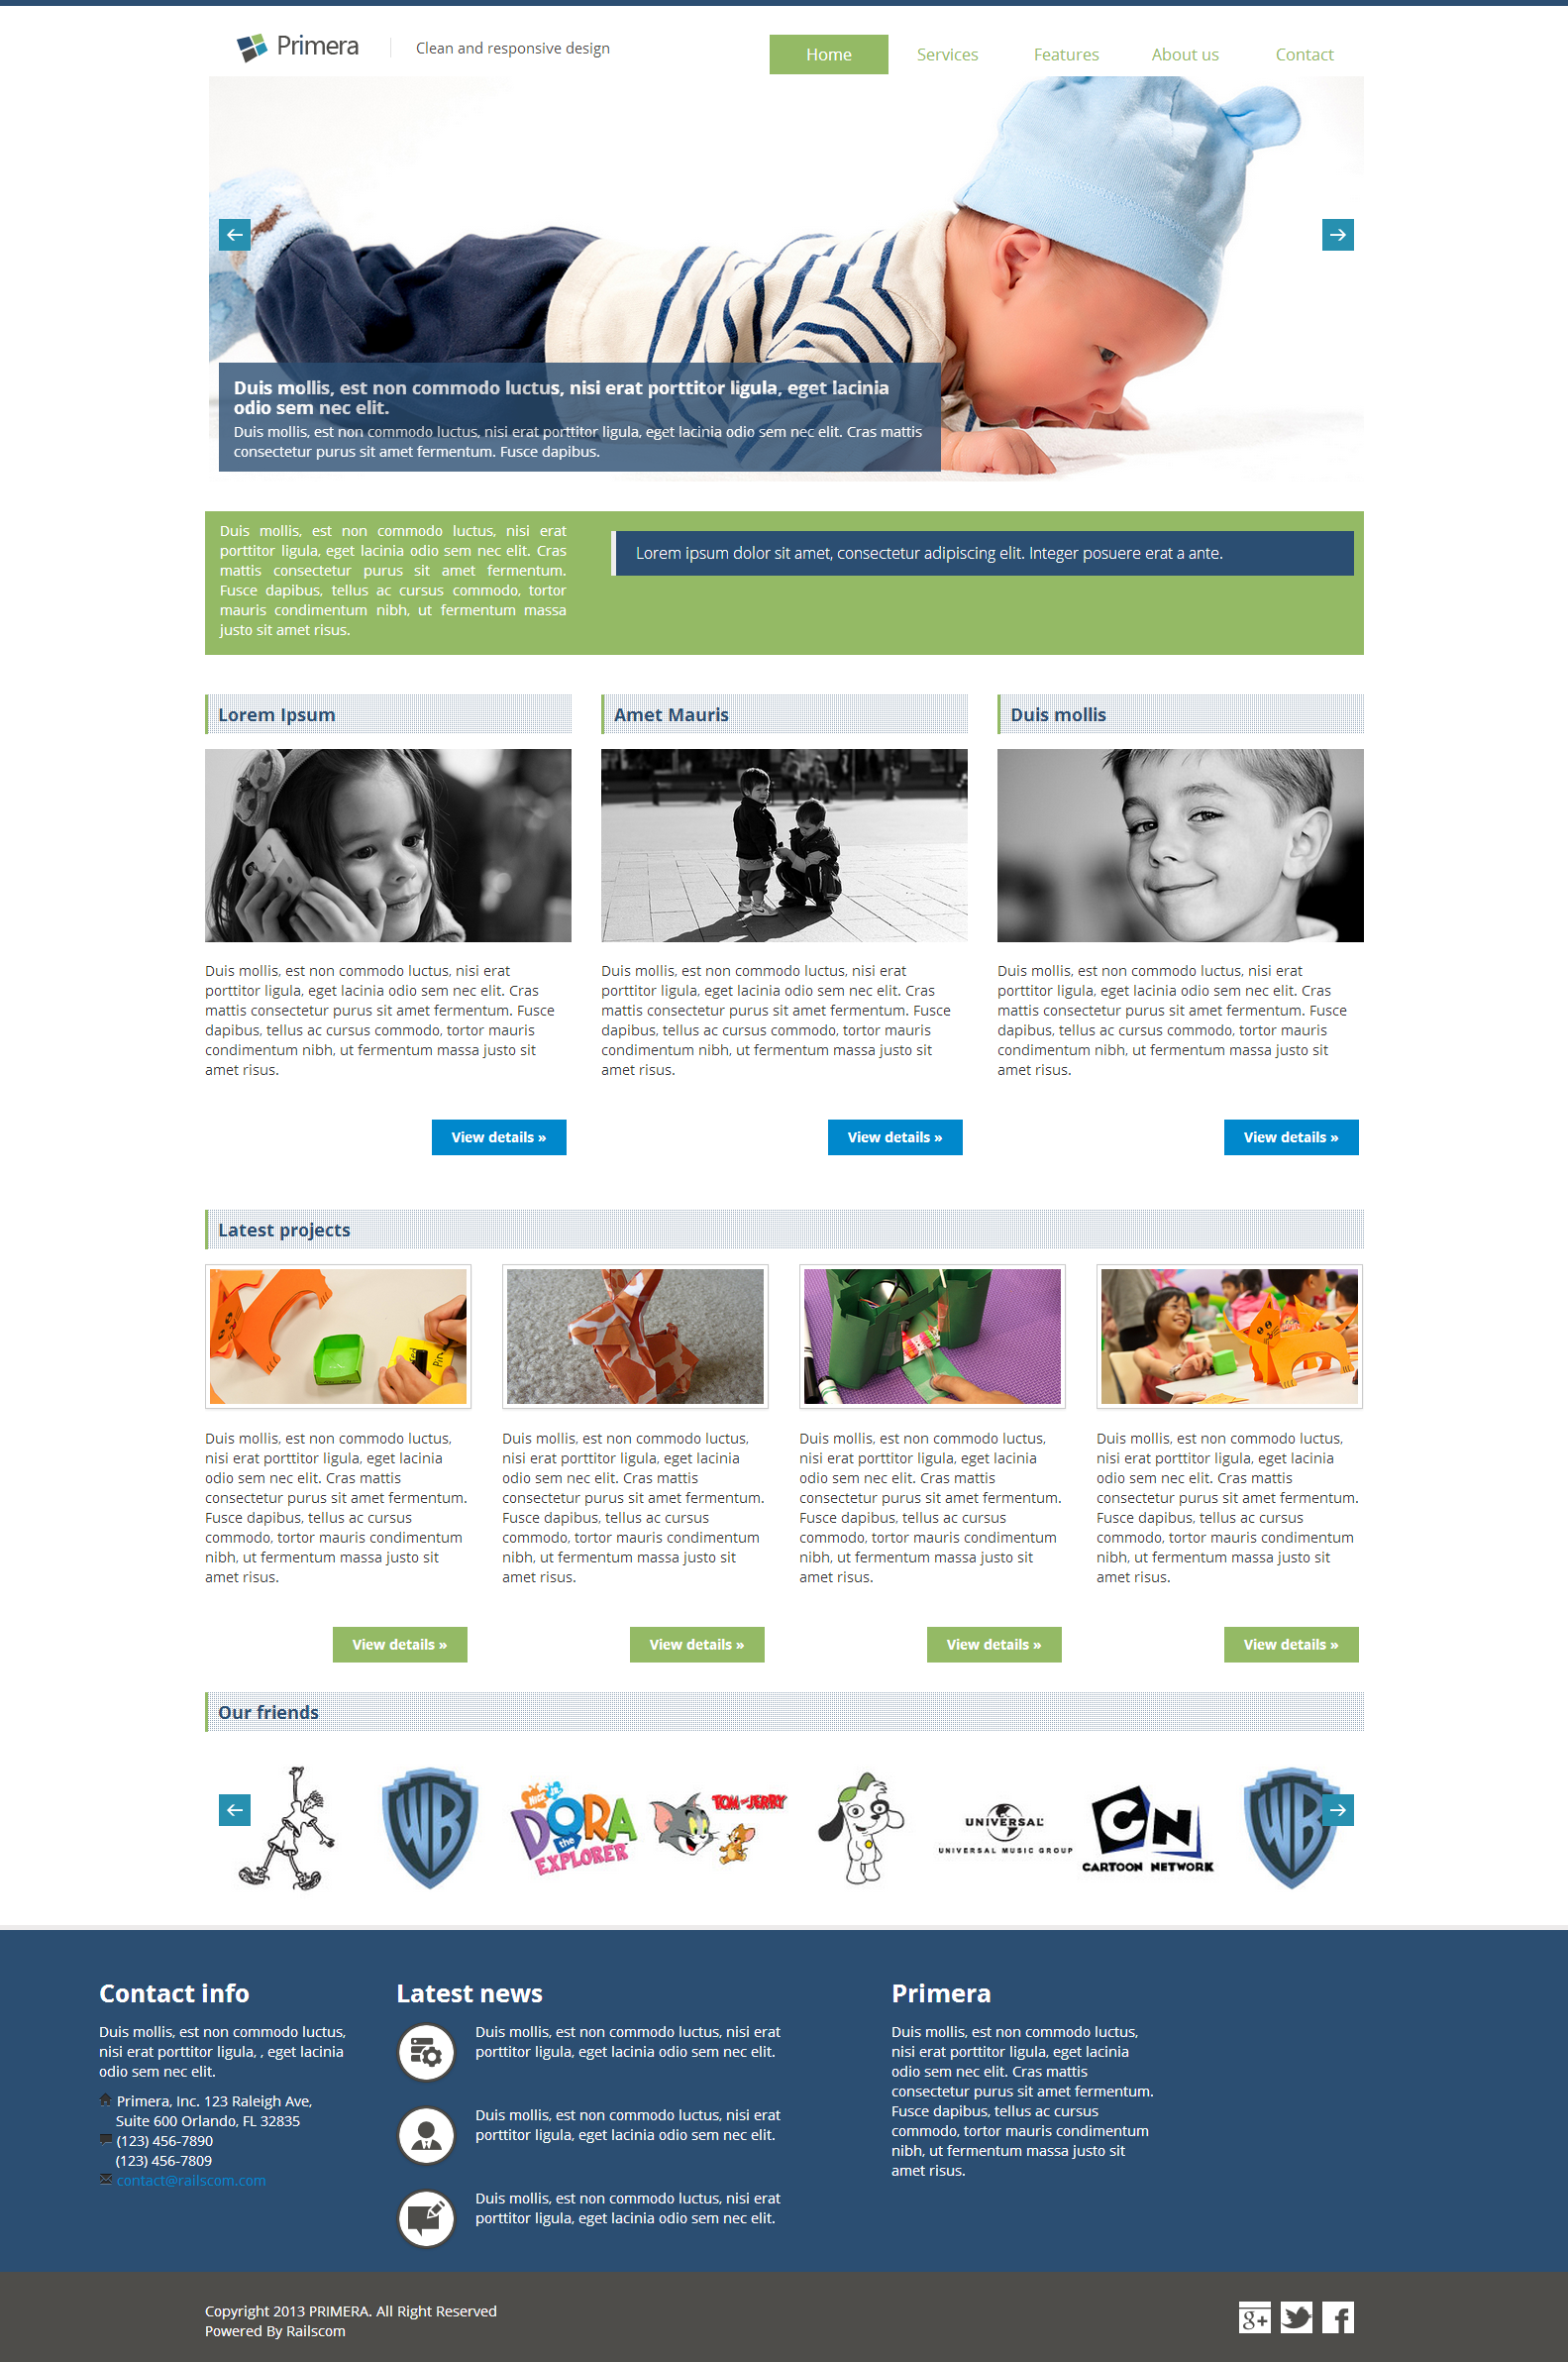 Primera
Clean and responsive design
Home
Services
Features
About us
Contact
Duis mollis, est non commodo luctus, nisi erat porttitor ligula, eget lacinia
odio sem nec elit.
Duis mollis, est non commodo luctus, nisi erat porttitor ligula, eget lacinia odio sem nec elit. Cras mattis
consectetur purus sit amet fermentum. Fusce dapibus.
Duis mollis, est non commodo luctus, nisi erat
porttitor ligula, eget lacinia odio sem nec elit. Cras
mattis consectetur purus sit amet fermentum.
Fusce dapibus, tellus ac cursus commodo, tortor
mauris condimentum nibh, ut fermentum massa
justo sit amet risus.
Lorem ipsum dolor sit amet, consectetur adipiscing elit. Integer posuere erat a ante.
Lorem Ipsum
Duis mollis, est non commodo luctus, nisi erat
porttitor ligula, eget lacinia odio sem nec elit. Cras
mattis consectetur purus sit amet fermentum. Fusce
dapibus, tellus ac cursus commodo, tortor mauris
condimentum nibh, ut fermentum massa justo sit
amet risus.
View details »
Amet Mauris
Duis mollis, est non commodo luctus, nisi erat
porttitor ligula, eget lacinia odio sem nec elit. Cras
mattis consectetur purus sit amet fermentum. Fusce
dapibus, tellus ac cursus commodo, tortor mauris
condimentum nibh, ut fermentum massa justo sit
amet risus.
View details »
Duis mollis
Duis mollis, est non commodo luctus, nisi erat
porttitor ligula, eget lacinia odio sem nec elit. Cras
mattis consectetur purus sit amet fermentum. Fusce
dapibus, tellus ac cursus commodo, tortor mauris
condimentum nibh, ut fermentum massa justo sit
amet risus.
View details »
Latest projects
Duis mollis, est non commodo luctus,
nisi erat porttitor ligula, eget lacinia
odio sem nec elit. Cras mattis
consectetur purus sit amet fermentum.
Fusce dapibus, tellus ac cursus
commodo, tortor mauris condimentum
nibh, ut fermentum massa justo sit
amet risus.
View details »
Duis mollis, est non commodo luctus,
nisi erat porttitor ligula, eget lacinia
odio sem nec elit. Cras mattis
consectetur purus sit amet fermentum.
Fusce dapibus, tellus ac cursus
commodo, tortor mauris condimentum
nibh, ut fermentum massa justo sit
amet risus.
View details »
Duis mollis, est non commodo luctus,
nisi erat porttitor ligula, eget lacinia
odio sem nec elit. Cras mattis
consectetur purus sit amet fermentum.
Fusce dapibus, tellus ac cursus
commodo, tortor mauris condimentum
nibh, ut fermentum massa justo sit
amet risus.
View details »
Duis mollis, est non commodo luctus,
nisi erat porttitor ligula, eget lacinia
odio sem nec elit. Cras mattis
consectetur purus sit amet fermentum.
Fusce dapibus, tellus ac cursus
commodo, tortor mauris condimentum
nibh, ut fermentum massa justo sit
amet risus.
View details »
Our friends
WB
NICK JR.
DORA
the
EXPLORER
TOM and JERRY
UNIVERSAL
UNIVERSAL MUSIC GROUP
CN
CARTOON NETWORK
WB
Contact info
Duis mollis, est non commodo luctus,
nisi erat porttitor ligula, , eget lacinia
odio sem nec elit.
Primera, Inc. 123 Raleigh Ave,
Suite 600 Orlando, FL 32835
(123) 456-7890
(123) 456-7809
contact@railscom.com
Latest news
Duis mollis, est non commodo luctus, nisi erat
porttitor ligula, eget lacinia odio sem nec elit.
Duis mollis, est non commodo luctus, nisi erat
porttitor ligula, eget lacinia odio sem nec elit.
Duis mollis, est non commodo luctus, nisi erat
porttitor ligula, eget lacinia odio sem nec elit.
Primera
Duis mollis, est non commodo luctus,
nisi erat porttitor ligula, eget lacinia
odio sem nec elit. Cras mattis
consectetur purus sit amet fermentum.
Fusce dapibus, tellus ac cursus
commodo, tortor mauris condimentum
nibh, ut fermentum massa justo sit
amet risus.
Copyright 2013 PRIMERA. All Right Reserved
Powered By Railscom
g+
f